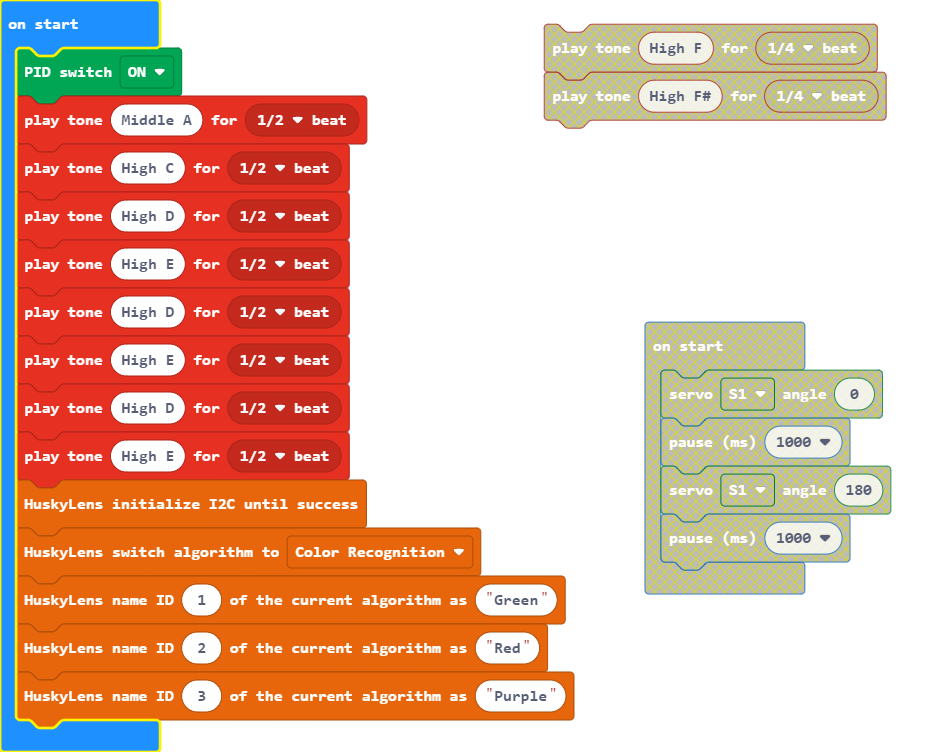 on start
PID switch ON
play tone Middle A for 1/2 beat
play tone High C for 1/2 beat
play tone High D for 1/2 beat
play tone High E for 1/2 beat
play tone High D for 1/2 beat
play tone High E for 1/2 beat
play tone High D for 1/2 beat
play tone High E for 1/2 beat
HuskyLens initialize I2C until success
HuskyLens switch algorithm to Color Recognition
HuskyLens name ID 1 of the current algorithm as "Green"
HuskyLens name ID 2 of the current algorithm as "Red"
HuskyLens name ID 3 of the current algorithm as "Purple"
play tone High F for 1/4 beat
play tone High F# for 1/4 beat
on start
servo S1 angle 0
pause (ms) 1000
servo S1 angle 180
pause (ms) 1000